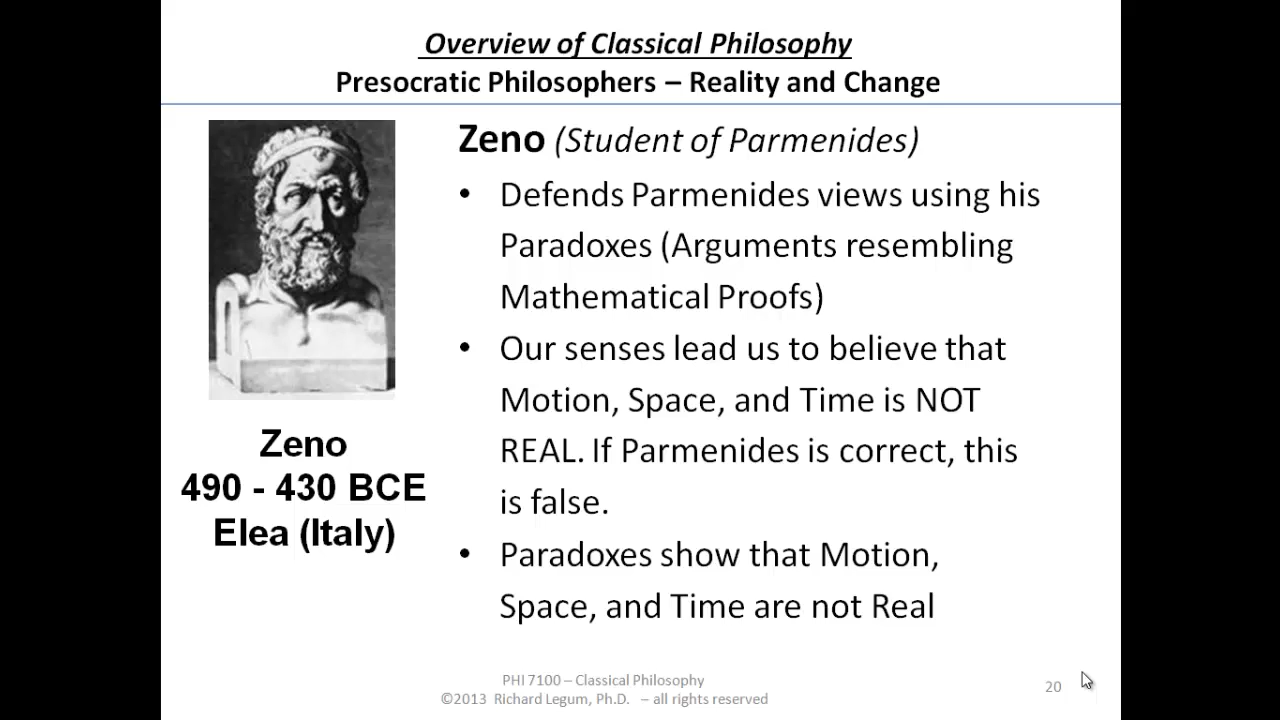 Overview of Classical Philosophy
Presocratic Philosophers – Reality and Change
Zeno (Student of Parmenides)
• Defends Parmenides views using his
Paradoxes (Arguments resembling
Mathematical Proofs)
• Our senses lead us to believe that
Motion, Space, and Time is NOT
REAL. If Parmenides is correct, this
is false.
• Paradoxes show that Motion,
Space, and Time are not Real
Zeno
490 - 430 BCE
Elea (Italy)
PHI 7100 – Classical Philosophy
©2013 Richard Legum, Ph.D. – all rights reserved
20